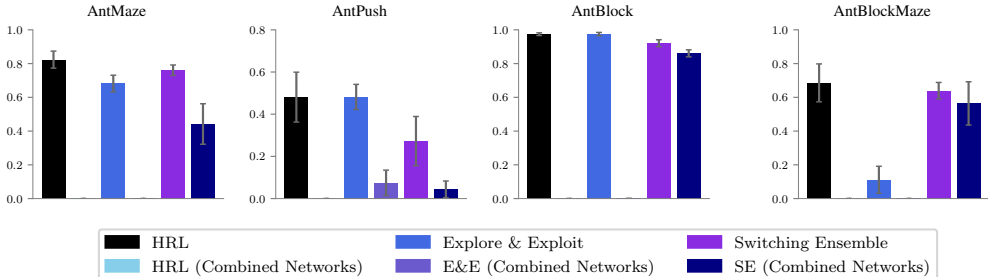 AntMaze
AntPush
AntBlock
AntBlockMaze
1.0
0.8
0.6
0.4
0.2
0.0
0.8
0.6
0.4
0.2
0.0
1.0
0.8
0.6
0.4
0.2
0.0
1.0
0.8
0.6
0.4
0.2
0.0
HRL
Explore & Exploit
Switching Ensemble
HRL (Combined Networks)
E&E (Combined Networks)
SE (Combined Networks)